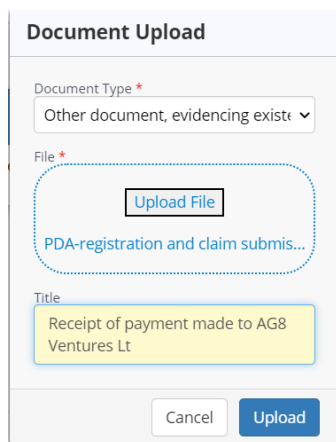 Document Upload
Document Type *
Other document, evidencing existe
File *
Upload File
PDA-registration and claim submis...
Title
Receipt of payment made to AG8
Ventures Lt
Cancel Upload